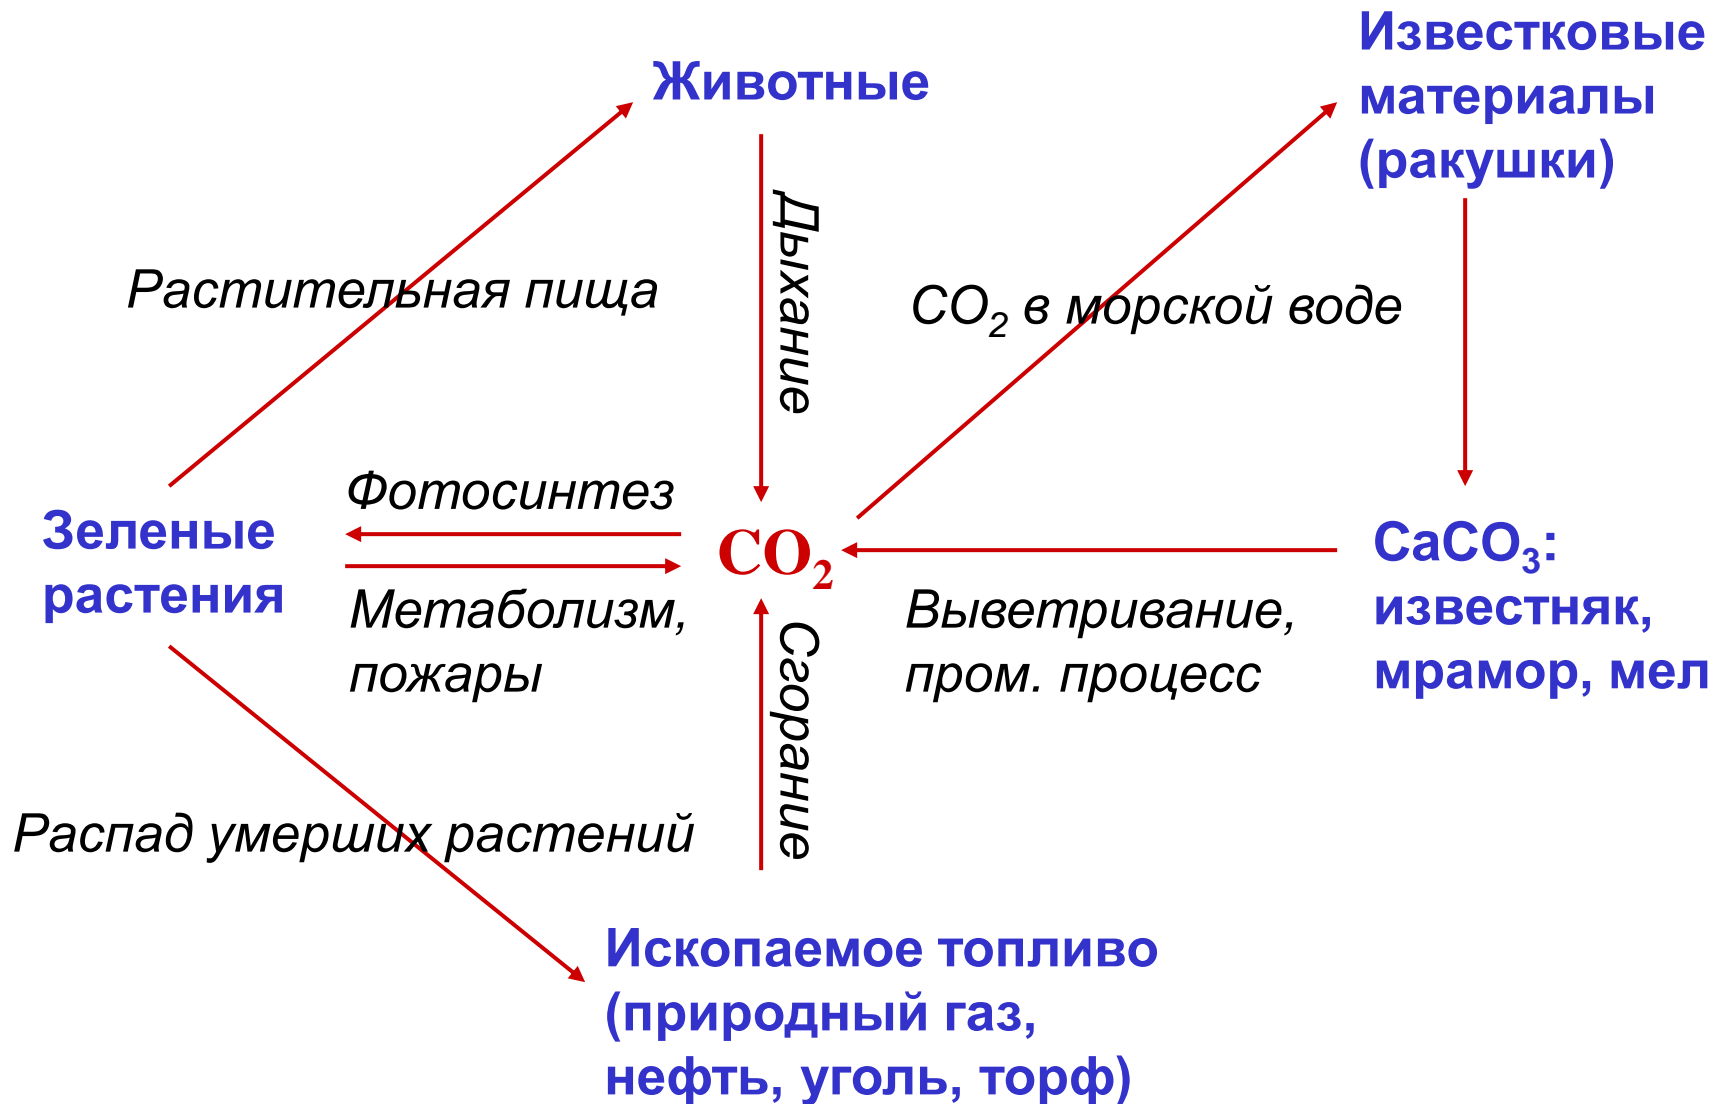 Известковые
материалы
(ракушки)
Животные
Дыхание
Растительная пища
CO2 в морской воде
Фотосинтез
Зеленые
растения
CO2
CaCO3:
известняк,
мрамор, мел
Метаболизм,
пожары
Сгорание
Выветривание,
пром. процесс
Распад умерших растений
Ископаемое топливо
(природный газ,
нефть, уголь, торф)